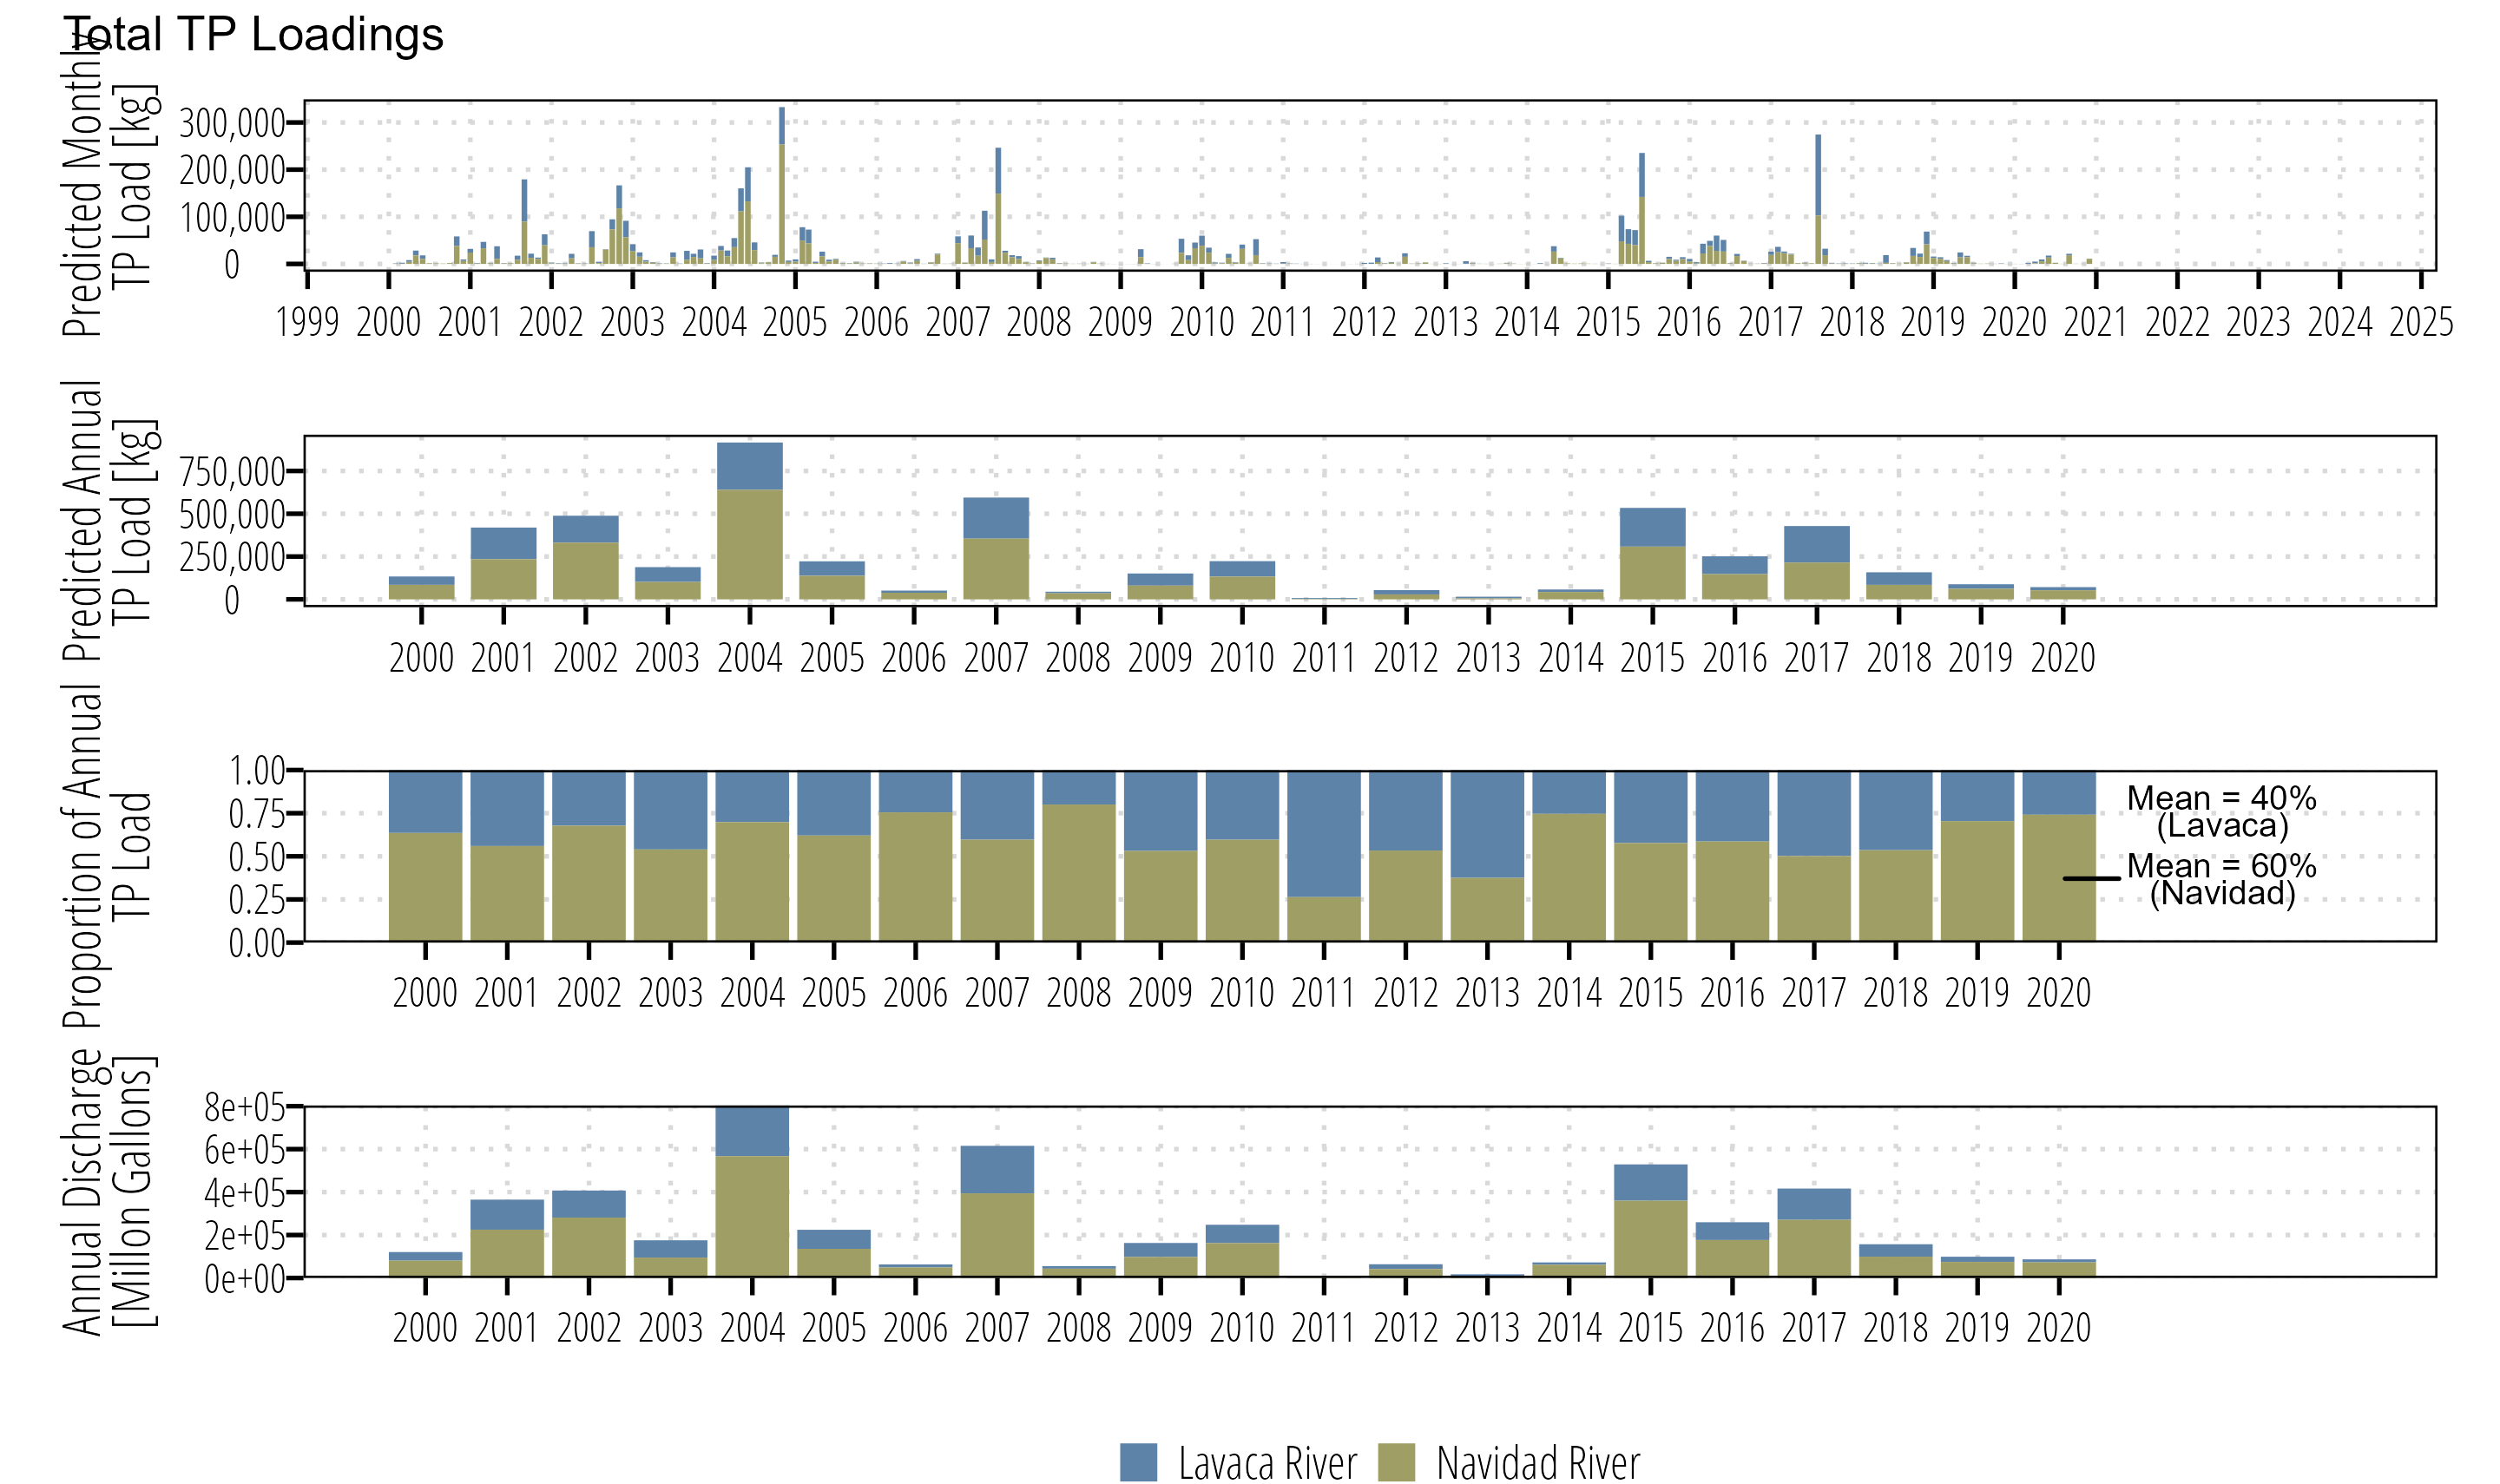 Total TP Loadings
Predicted Monthly
TP Load [kg]
300,000
200,000
100,000
0
1999 2000 2001 2002 2003 2004 2005 2006 2007 2008 2009 2010 2011 2012 2013 2014 2015 2016 2017 2018 2019 2020 2021 2022 2023 2024 2025
Predicted Annual
TP Load [kg]
750,000
500,000
250,000
0
2000 2001 2002 2003 2004 2005 2006 2007 2008 2009 2010 2011 2012 2013 2014 2015 2016 2017 2018 2019 2020
Proportion of Annual
TP Load
1.00
0.75
0.50
0.25
0.00
Mean = 40%
(Lavaca)
Mean = 60%
(Navidad)
2000 2001 2002 2003 2004 2005 2006 2007 2008 2009 2010 2011 2012 2013 2014 2015 2016 2017 2018 2019 2020
Annual Discharge
[Million Gallons]
8e+05
6e+05
4e+05
2e+05
0e+00
2000 2001 2002 2003 2004 2005 2006 2007 2008 2009 2010 2011 2012 2013 2014 2015 2016 2017 2018 2019 2020
Lavaca River Navidad River